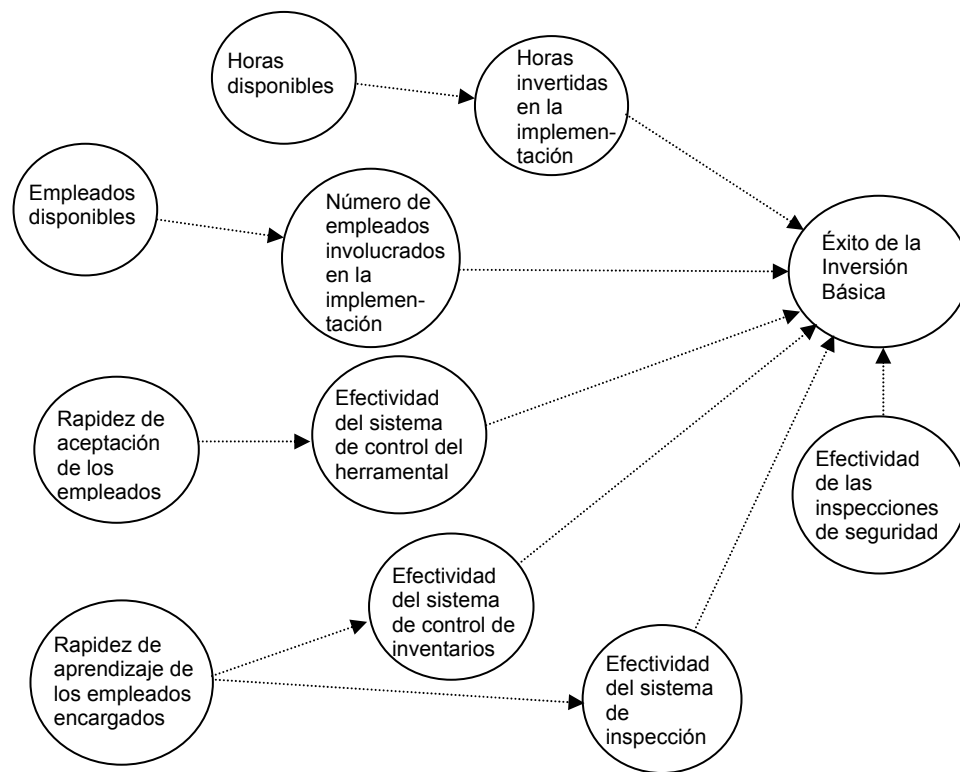 Horas
disponibles
Horas
invertidas
en la
implemen-
tación
Empleados
disponibles
Número de
empleados
involucrados
en la
implemen-
tación
Éxito de la
Inversión
Básica
Rapidez de
aceptación
de los
empleados
Efectividad
del sistema
de control del
herramental
Efectividad
de las
inspecciones
de seguridad
Efectividad
del sistema
de control de
inventarios
Rapidez de
aprendizaje de
los empleados
encargados
Efectividad
del sistema
de
inspección